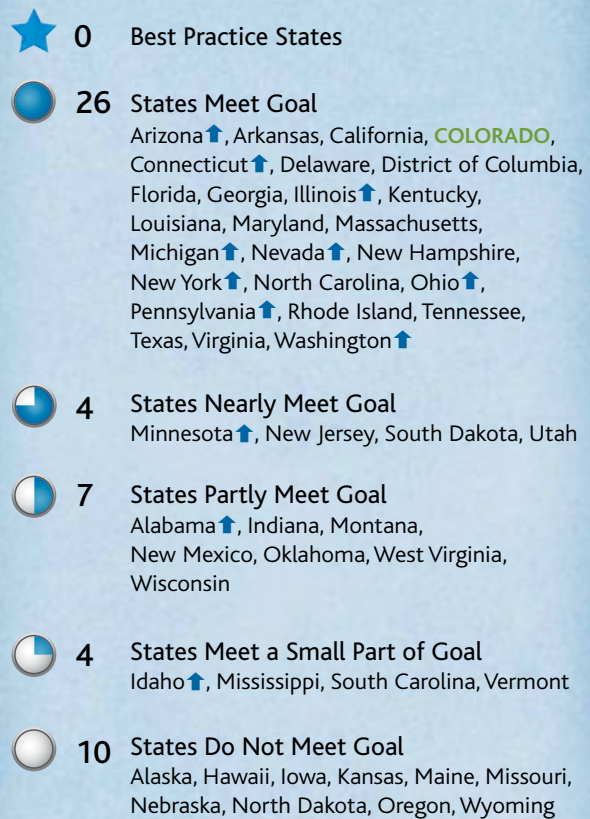 0 Best Practice States
26 States Meet Goal
Arizona⬆, Arkansas, California, COLORADO,
Connecticut⬆, Delaware, District of Columbia,
Florida, Georgia, Illinois⬆, Kentucky,
Louisiana, Maryland, Massachusetts,
Michigan⬆, Nevada⬆, New Hampshire,
New York⬆, North Carolina, Ohio⬆,
Pennsylvania⬆, Rhode Island, Tennessee,
Texas, Virginia, Washington⬆
4 States Nearly Meet Goal
Minnesota⬆, New Jersey, South Dakota, Utah
7 States Partly Meet Goal
Alabama⬆, Indiana, Montana,
New Mexico, Oklahoma, West Virginia,
Wisconsin
4 States Meet a Small Part of Goal
Idaho⬆, Mississippi, South Carolina, Vermont
10 States Do Not Meet Goal
Alaska, Hawaii, Iowa, Kansas, Maine, Missouri,
Nebraska, North Dakota, Oregon, Wyoming